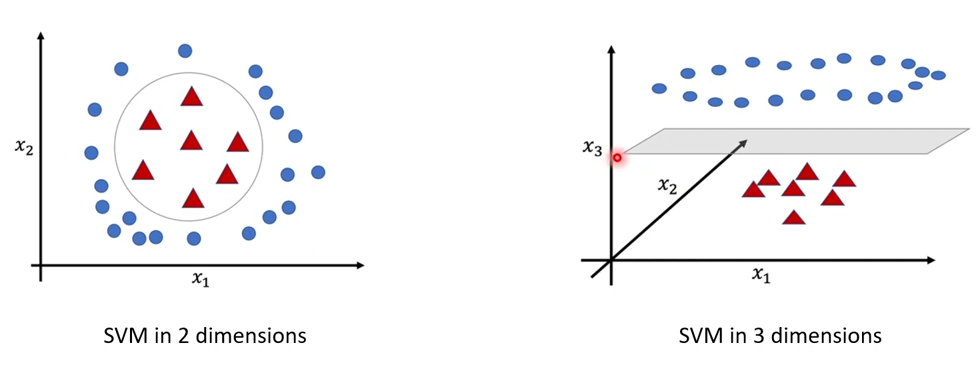 x₂
x₁
SVM in 2 dimensions
x₃
x₂
x₁
SVM in 3 dimensions